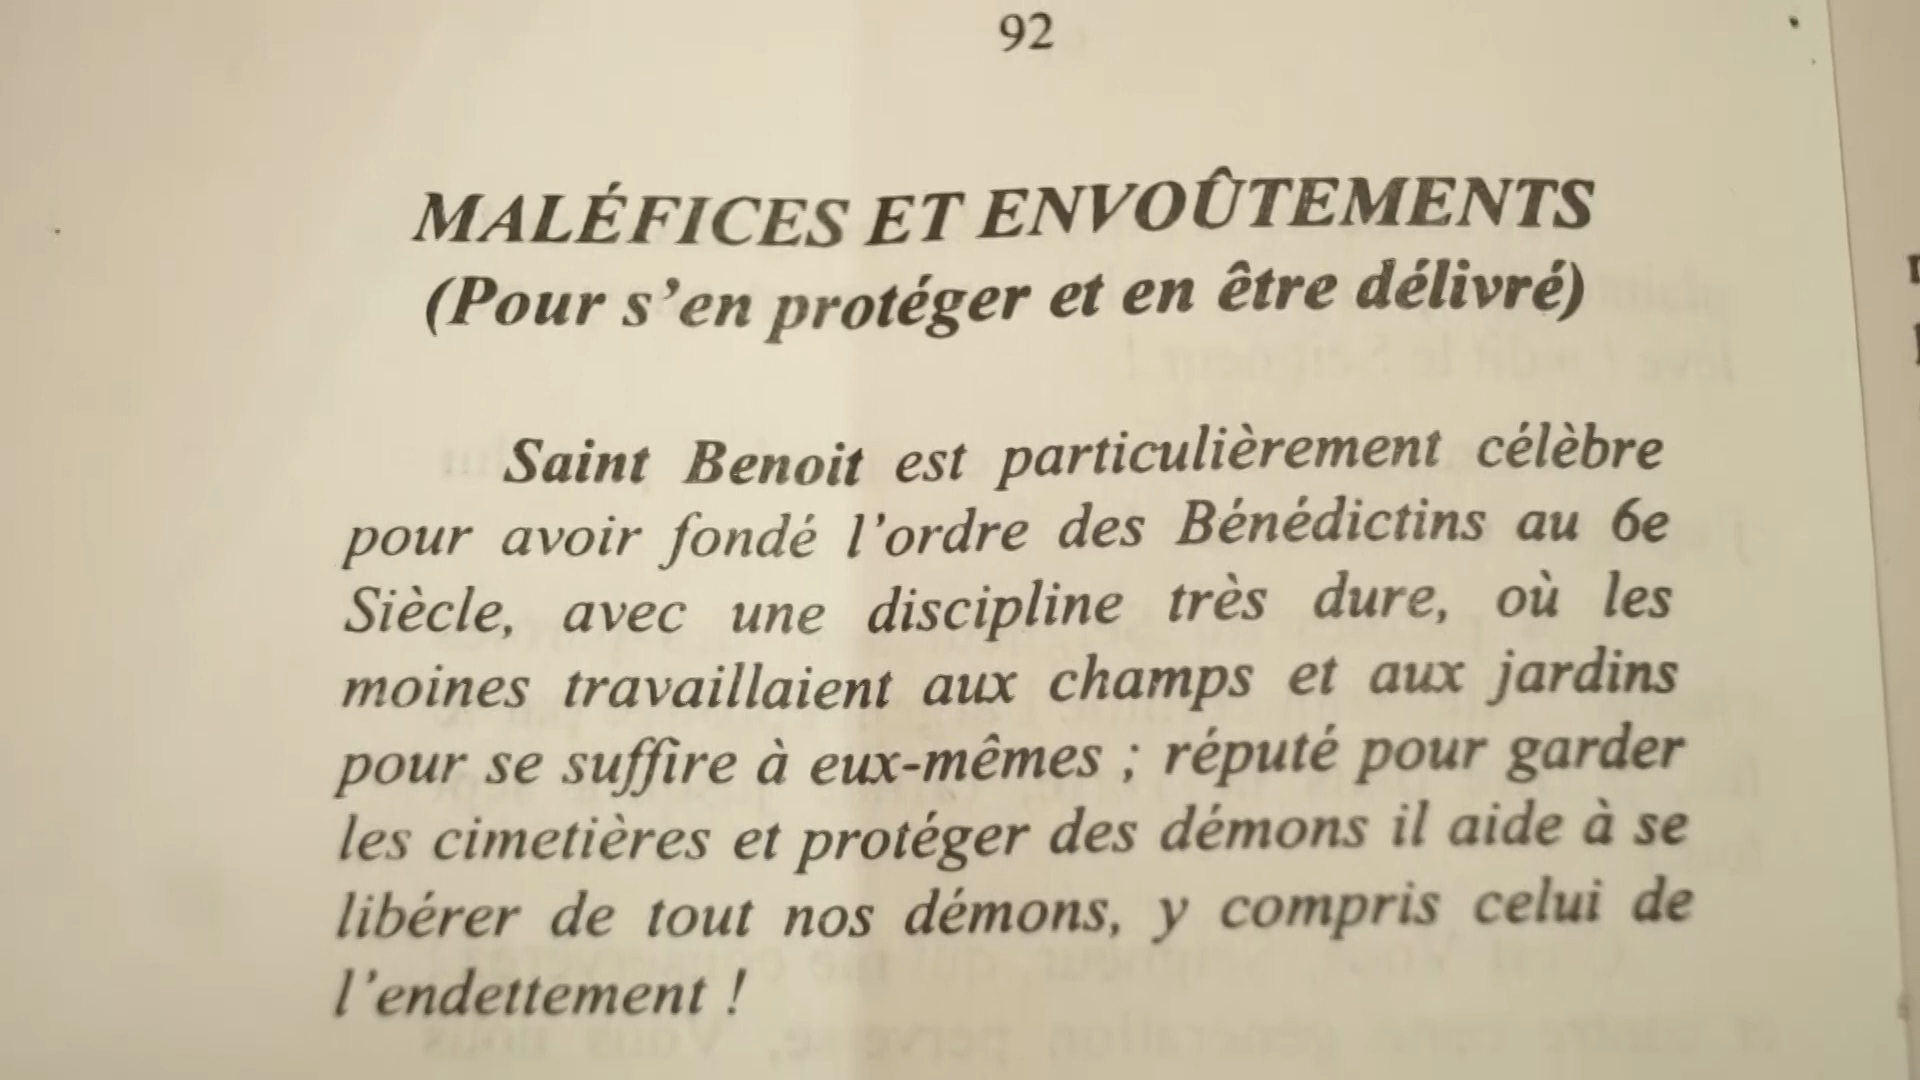 92
MALÉFICES ET ENVOÛTEMENTS
(Pour s'en protéger et en être délivré)
Saint Benoit est particulièrement célèbre
pour avoir fondé l'ordre des Bénédictins au 6e
Siècle, avec une discipline très dure, où les
moines travaillaient aux champs et aux jardins
pour se suffire à eux-mêmes ; réputé pour garder
les cimetières et protéger des démons il aide à se
libérer de tout nos démons, y compris celui de
l'endettement !